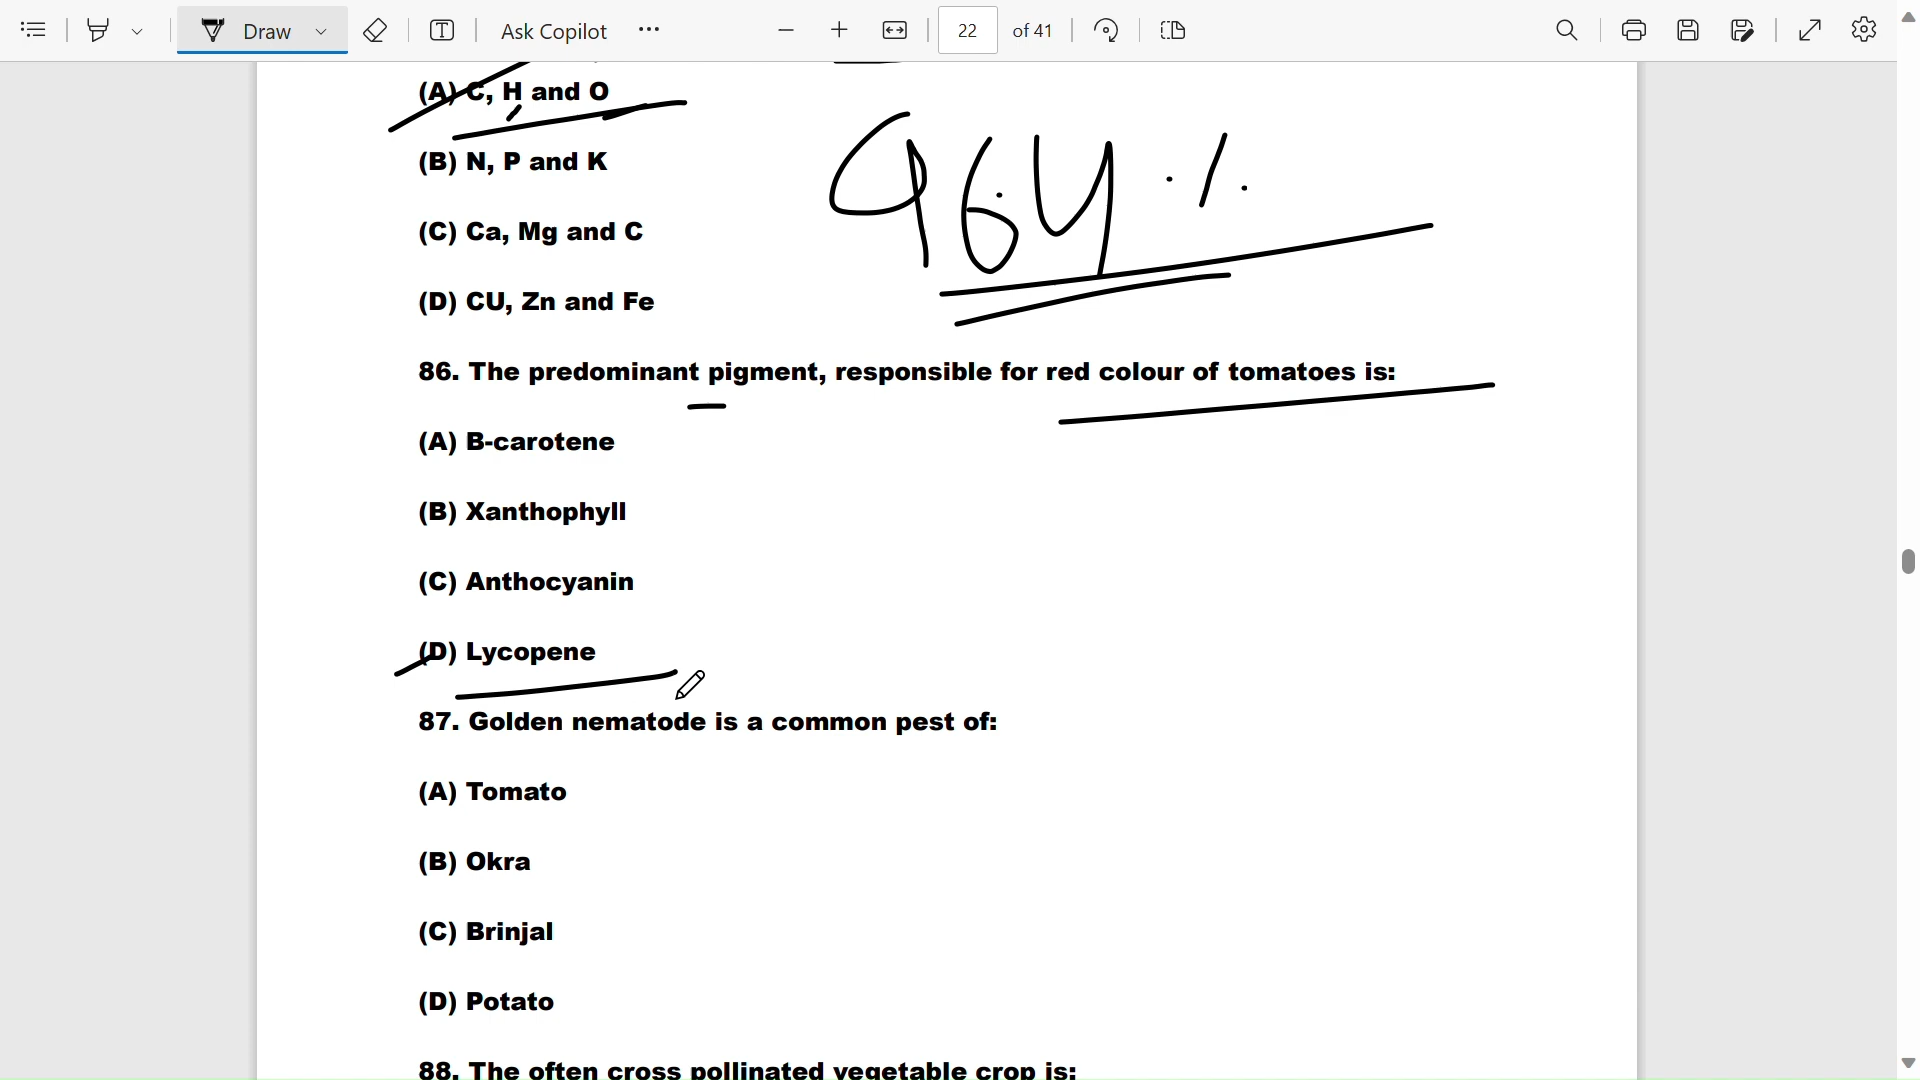 Draw
Ask Copilot
22 of 41
(A) C, H and O
(B) N, P and K
(C) Ca, Mg and C
(D) CU, Zn and Fe
964 %
86. The predominant pigment, responsible for red colour of tomatoes is:
(A) B-carotene
(B) Xanthophyll
(C) Anthocyanin
(D) Lycopene
87. Golden nematode is a common pest of:
(A) Tomato
(B) Okra
(C) Brinjal
(D) Potato
88. The often cross pollinated vegetable crop is: